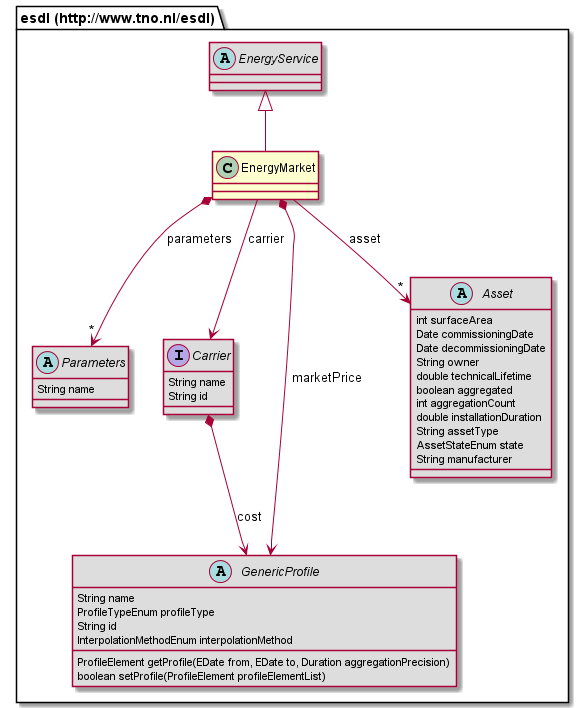 esdl (http://www.tno.nl/esdl)
A EnergyService
C EnergyMarket
parameters
carrier
asset
*
*
A Asset
int surfaceArea
Date commissioningDate
Date decommissioningDate
String owner
double technicalLifetime
boolean aggregated
int aggregationCount
double installationDuration
String assetType
AssetStateEnum state
String manufacturer
A Parameters
String name
I Carrier
String name
String id
marketPrice
cost
A GenericProfile
String name
ProfileTypeEnum profileType
String id
InterpolationMethodEnum interpolationMethod
ProfileElement getProfile(EDate from, EDate to, Duration aggregationPrecision)
boolean setProfile(ProfileElement profileElementList)